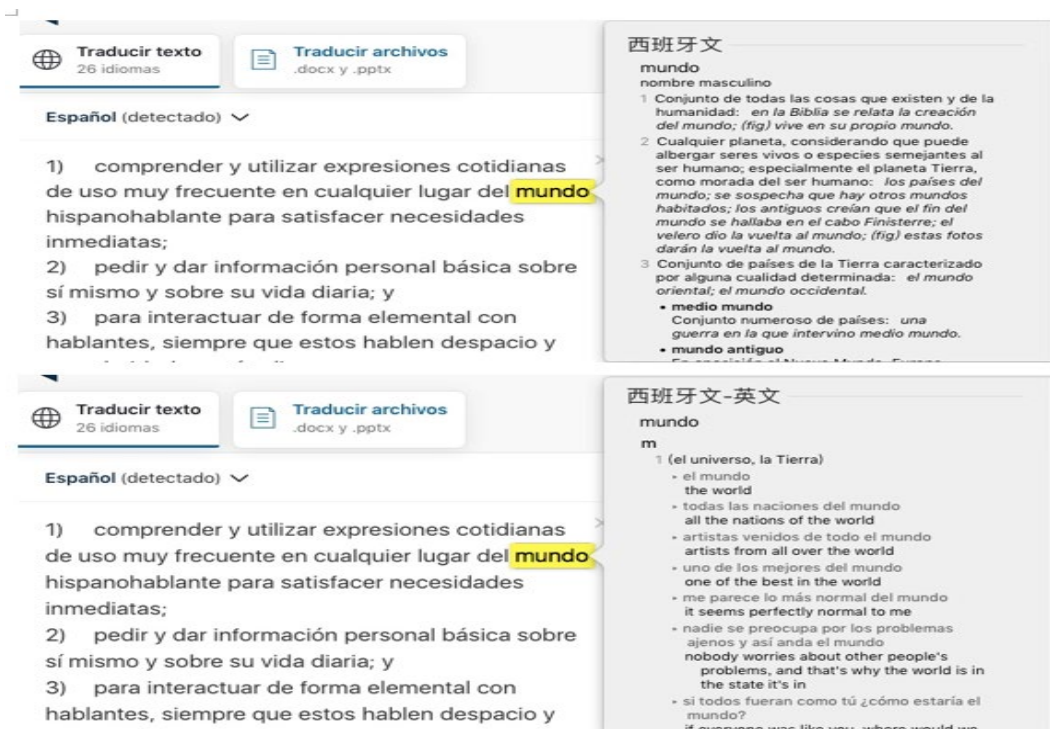 Traducir texto
26 idiomas
Traducir archivos
.docx y .pptx
Español (detectado)
1) comprender y utilizar expresiones cotidianas
de uso muy frecuente en cualquier lugar del mundo
hispanohablante para satisfacer necesidades
inmediatas;
2) pedir y dar información personal básica sobre
sí mismo y sobre su vida diaria; y
3) para interactuar de forma elemental con
hablantes, siempre que estos hablen despacio y
西班牙文
mundo
nombre masculino
1 Conjunto de todas las cosas que existen y de la
humanidad: en la Biblia se relata la creación
del mundo; (fig) vive en su propio mundo.
2 Cualquier planeta, considerando que puede
albergar seres vivos o especies semejantes al
ser humano; especialmente el planeta Tierra,
como morada del ser humano: los países del
mundo; se sospecha que hay otros mundos
habitados; los antiguos creían que el fin del
mundo se hallaba en el cabo Finisterre; el
velero dio la vuelta al mundo; (fig) estas fotos
darán la vuelta al mundo.
3 Conjunto de países de la Tierra caracterizado
por alguna cualidad determinada: el mundo
oriental; el mundo occidental.
• medio mundo
Conjunto numeroso de países: una
guerra en la que intervino medio mundo.
• mundo antiguo
Traducir texto
26 idiomas
Traducir archivos
.docx y .pptx
Español (detectado)
1) comprender y utilizar expresiones cotidianas
de uso muy frecuente en cualquier lugar del mundo
hispanohablante para satisfacer necesidades
inmediatas;
2) pedir y dar información personal básica sobre
sí mismo y sobre su vida diaria; y
3) para interactuar de forma elemental con
hablantes, siempre que estos hablen despacio y
西班牙文-英文
mundo
m
1 (el universo, la Tierra)
▸ el mundo
the world
▸ todas las naciones del mundo
all the nations of the world
▸ artistas venidos de todo el mundo
artists from all over the world
▸ uno de los mejores del mundo
one of the best in the world
▸ me parece lo más normal del mundo
it seems perfectly normal to me
▸ nadie se preocupa por los problemas
ajenos y así anda el mundo
nobody worries about other people's
problems, and that's why the world is in
the state it's in
▸ si todos fueran como tú ¿cómo estaría el
mundo?
if everyone was like you, where would we